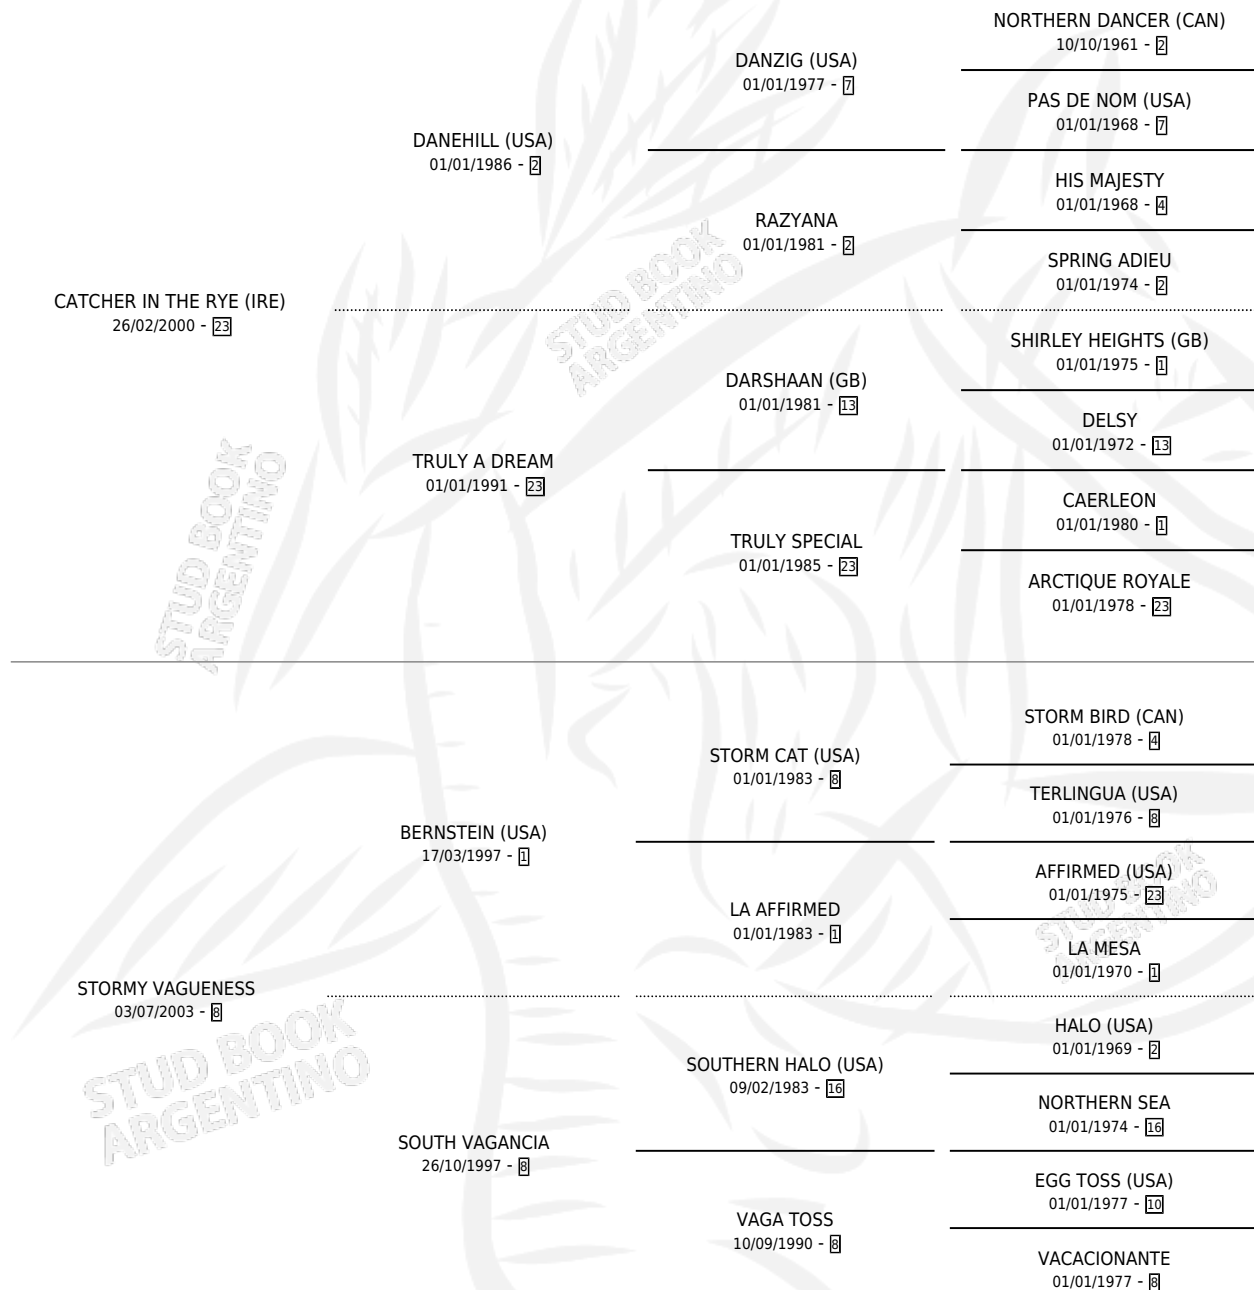 NORTHERN DANCER (CAN)
10/10/1961 - 2
DANZIG (USA)
01/01/1977 - 7
PAS DE NOM (USA)
01/01/1968 - 7
DANEHILL (USA)
01/01/1986 - 2
HIS MAJESTY
01/01/1968 - 4
RAZYANA
01/01/1981 - 2
SPRING ADIEU
01/01/1974 - 2
CATCHER IN THE RYE (IRE)
26/02/2000 - 23
SHIRLEY HEIGHTS (GB)
01/01/1975 - 1
DARSHAAN (GB)
01/01/1981 - 13
DELSY
01/01/1972 - 13
TRULY A DREAM
01/01/1991 - 23
CAERLEON
01/01/1980 - 1
TRULY SPECIAL
01/01/1985 - 23
ARCTIQUE ROYALE
01/01/1978 - 23
STORM BIRD (CAN)
01/01/1978 - 4
STORM CAT (USA)
01/01/1983 - 8
TERLINGUA (USA)
01/01/1976 - 8
BERNSTEIN (USA)
17/03/1997 - 1
AFFIRMED (USA)
01/01/1975 - 23
LA AFFIRMED
01/01/1983 - 1
LA MESA
01/01/1970 - 1
STORMY VAGUENESS
03/07/2003 - 8
HALO (USA)
01/01/1969 - 2
SOUTHERN HALO (USA)
09/02/1983 - 16
NORTHERN SEA
01/01/1974 - 16
SOUTH VAGANCIA
26/10/1997 - 8
EGG TOSS (USA)
01/01/1977 - 10
VAGA TOSS
10/09/1990 - 8
VACACIONANTE
01/01/1977 - 8
STUD BOOK
ARGENTINO
STUD BOOK
ARGENTINO
STUD BOOK
ARGENTINO
STUD BOOK
ARGENTINO